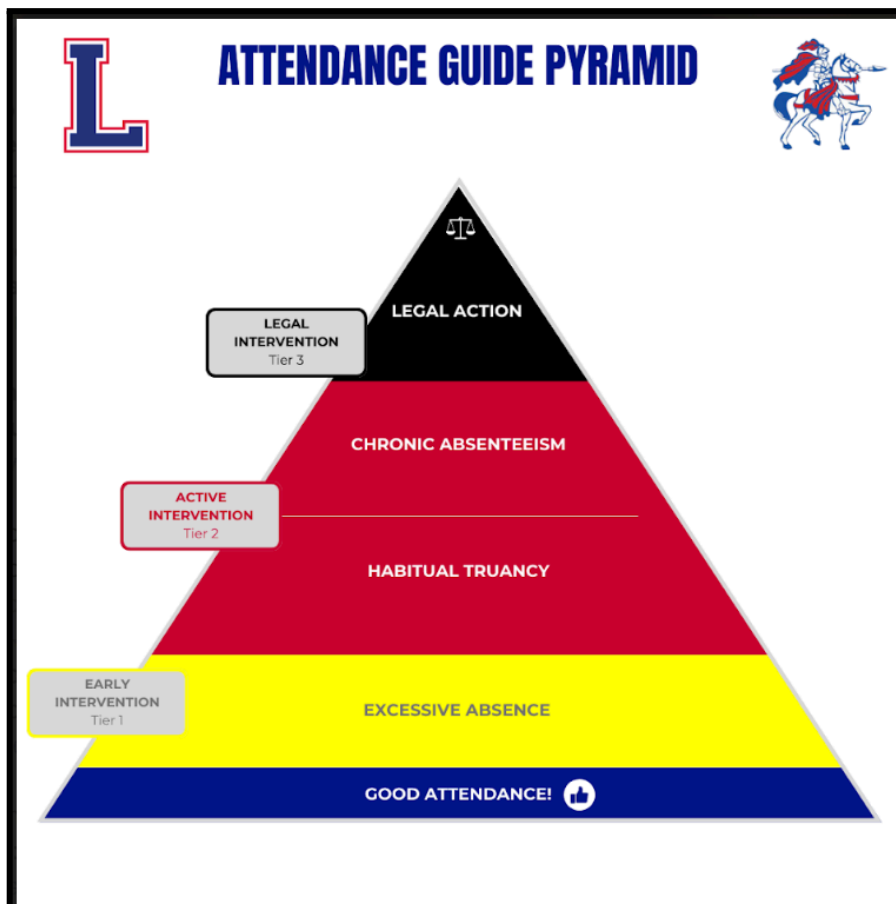 L
ATTENDANCE GUIDE PYRAMID
LEGAL ACTION
LEGAL
INTERVENTION
Tier 3
CHRONIC ABSENTEEISM
ACTIVE
INTERVENTION
Tier 2
HABITUAL TRUANCY
EARLY
INTERVENTION
Tier 1
EXCESSIVE ABSENCE
GOOD ATTENDANCE!